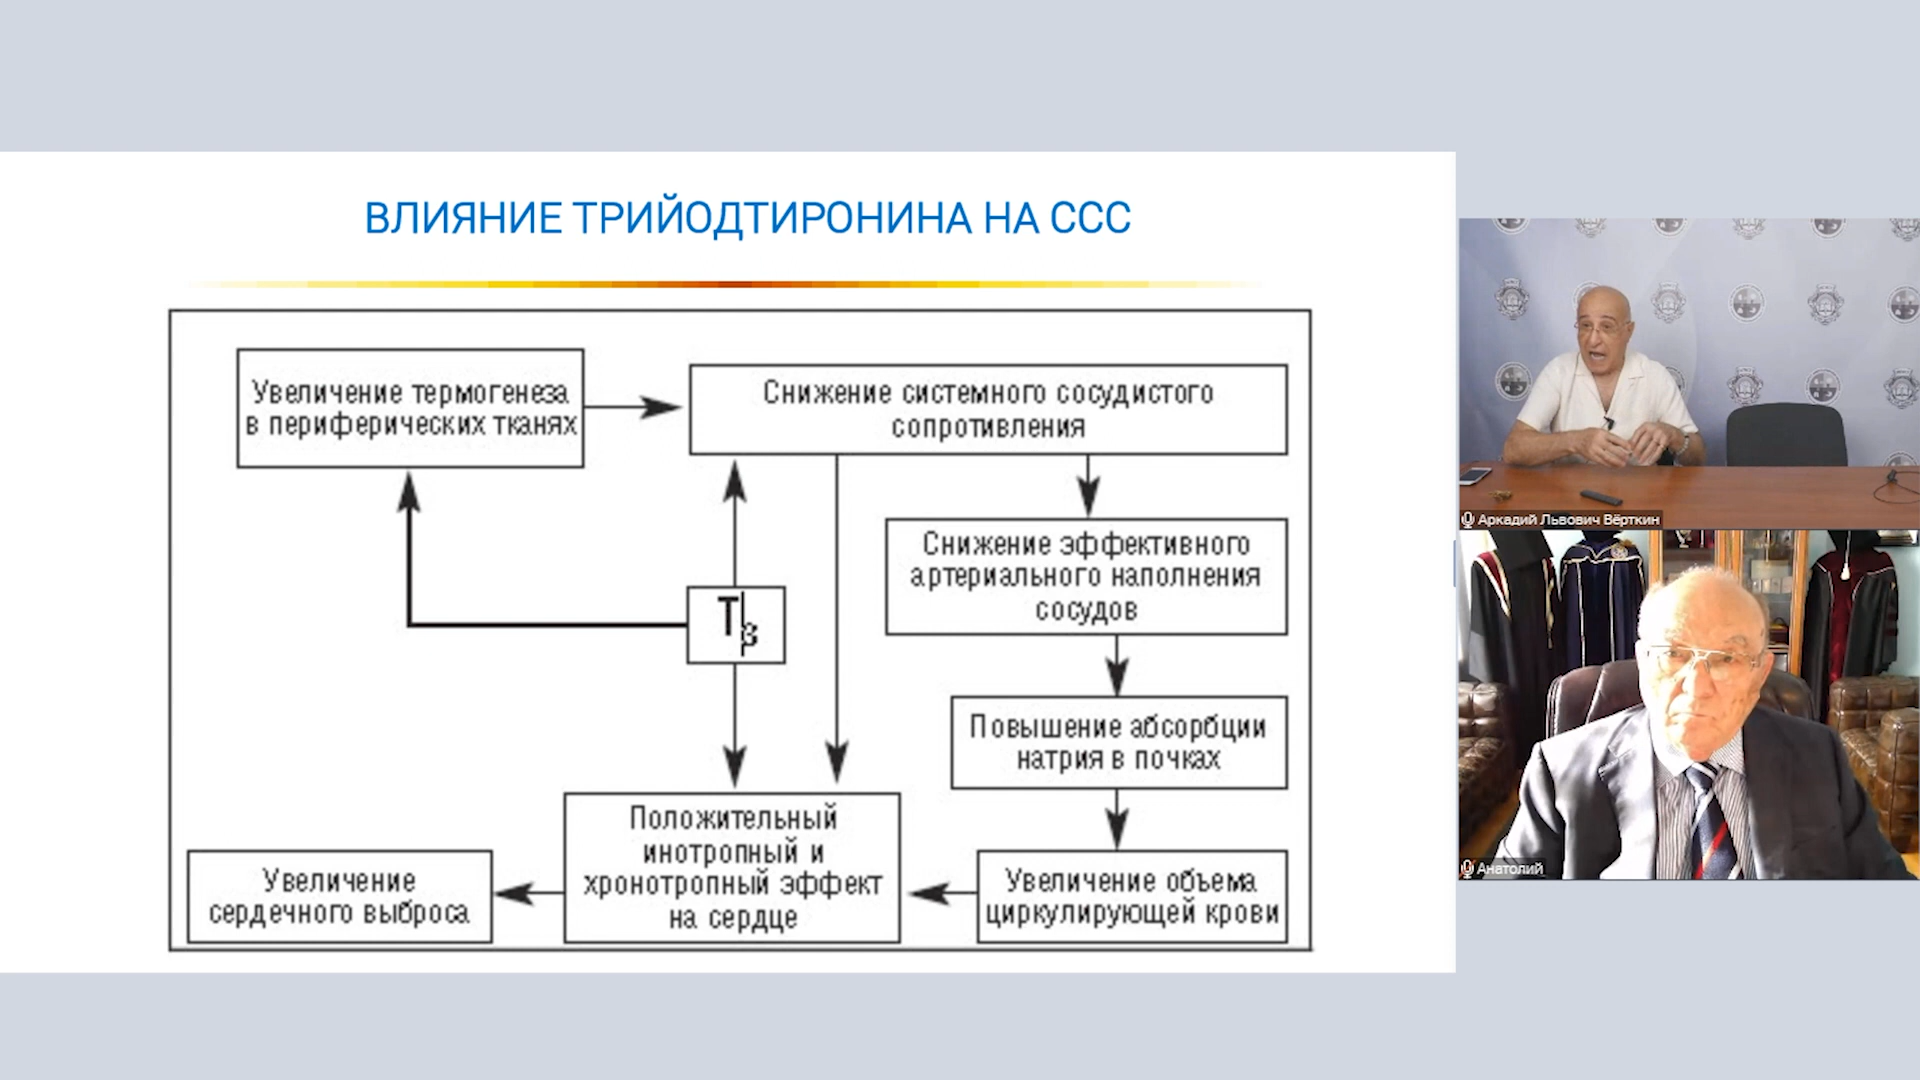 ВЛИЯНИЕ ТРИЙОДТИРОНИНА НА ССС
Увеличение термогенеза
в периферических тканях
Снижение системного сосудистого
сопротивления
Снижение эффективного
артериального наполнения
сосудов
Повышение абсорбции
натрия в почках
Положительный
инотропный и
хронотропный эффект
на сердце
Увеличение
сердечного выброса
Увеличение объема
циркулирующей крови
Аркадий Львович Вёрткин
Анатолий